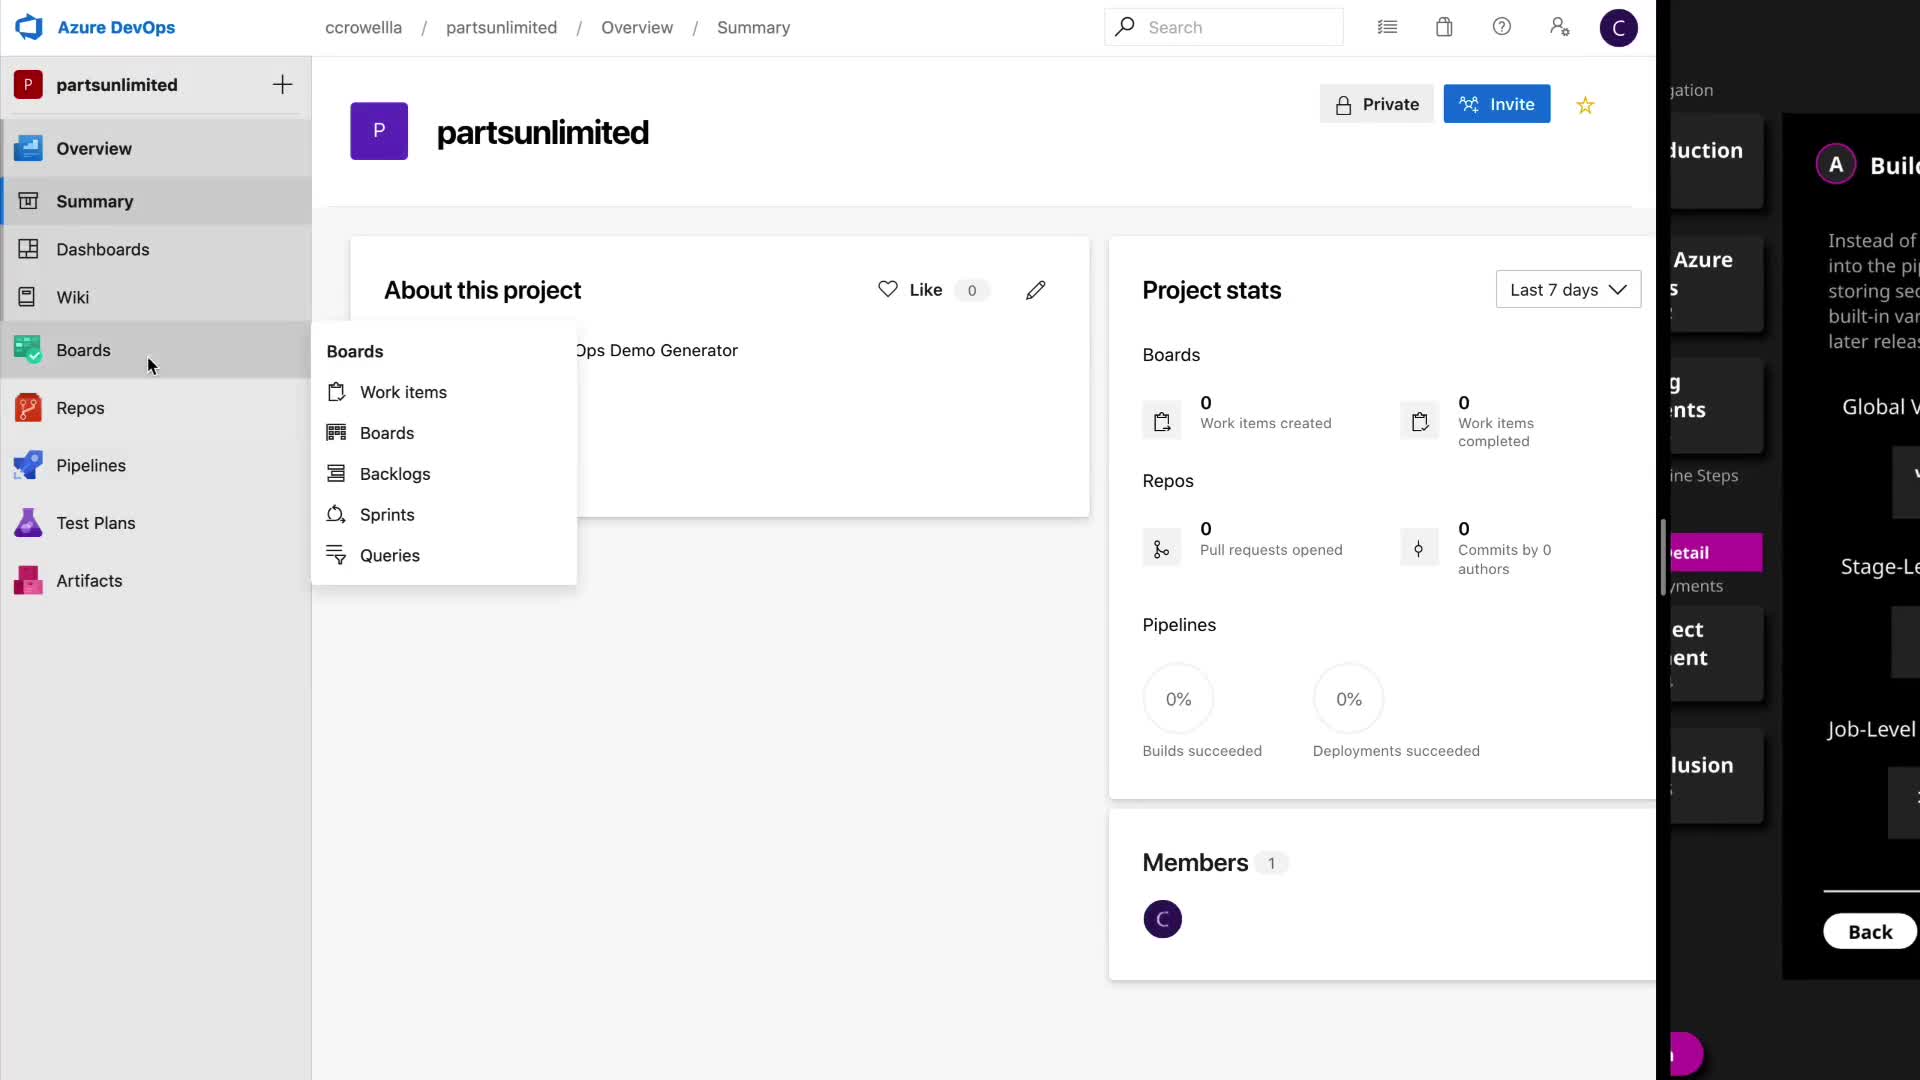 Azure DevOps
ccrowella / partsunlimited / Overview / Summary
Search
C
P partsunlimited
Overview
Summary
Dashboards
Wiki
Boards
Repos
Pipelines
Test Plans
Artifacts
P
partsunlimited
Private
Invite
About this project
Like 0
Ops Demo Generator
Boards
Work items
Boards
Backlogs
Sprints
Queries
Project stats
Last 7 days
Boards
0
Work items created
0
Work items
completed
Repos
0
Pull requests opened
0
Commits by 0
authors
Pipelines
0%
Builds succeeded
0%
Deployments succeeded
Members 1
C
gation
duction
Azure
s
g
nts
ine Steps
etail
yments
ect
ent
lusion
A
Buil
Instead of
into the pi
storing sec
built-in var
later relea
Global V
Stage-Le
Job-Level
Back